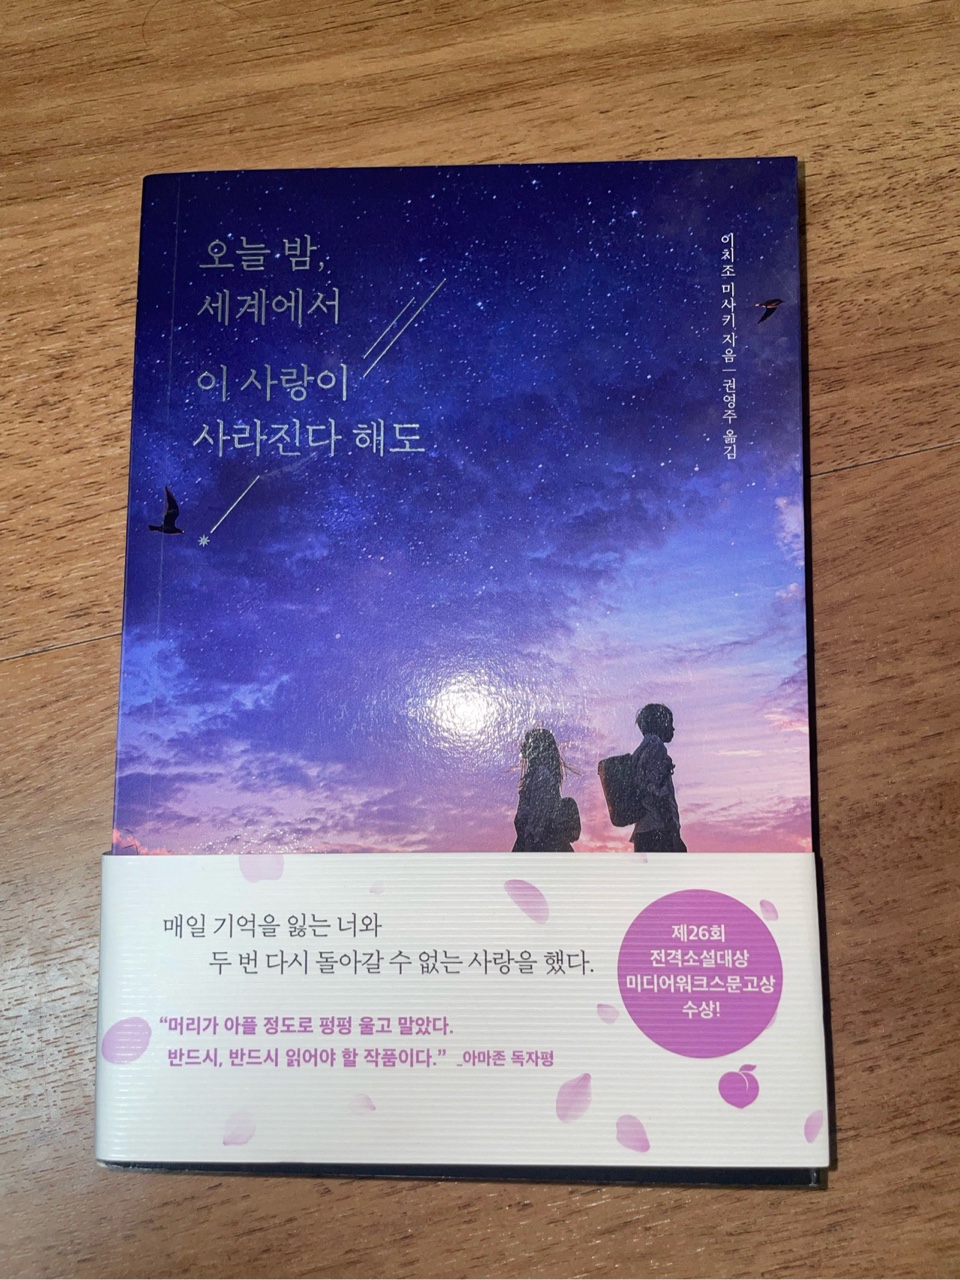 오늘 밤,
세계에서
이 사랑이
사라진다 해도
이치조 미사키 지음 | 권영주 옮김
매일 기억을 잃는 너와
두 번 다시 돌아갈 수 없는 사랑을 했다.
“머리가 아플 정도로 펑펑 울고 말았다.
반드시, 반드시 읽어야 할 작품이다.” _아마존 독자평
제26회
전격소설대상
미디어워크스문고상
수상!